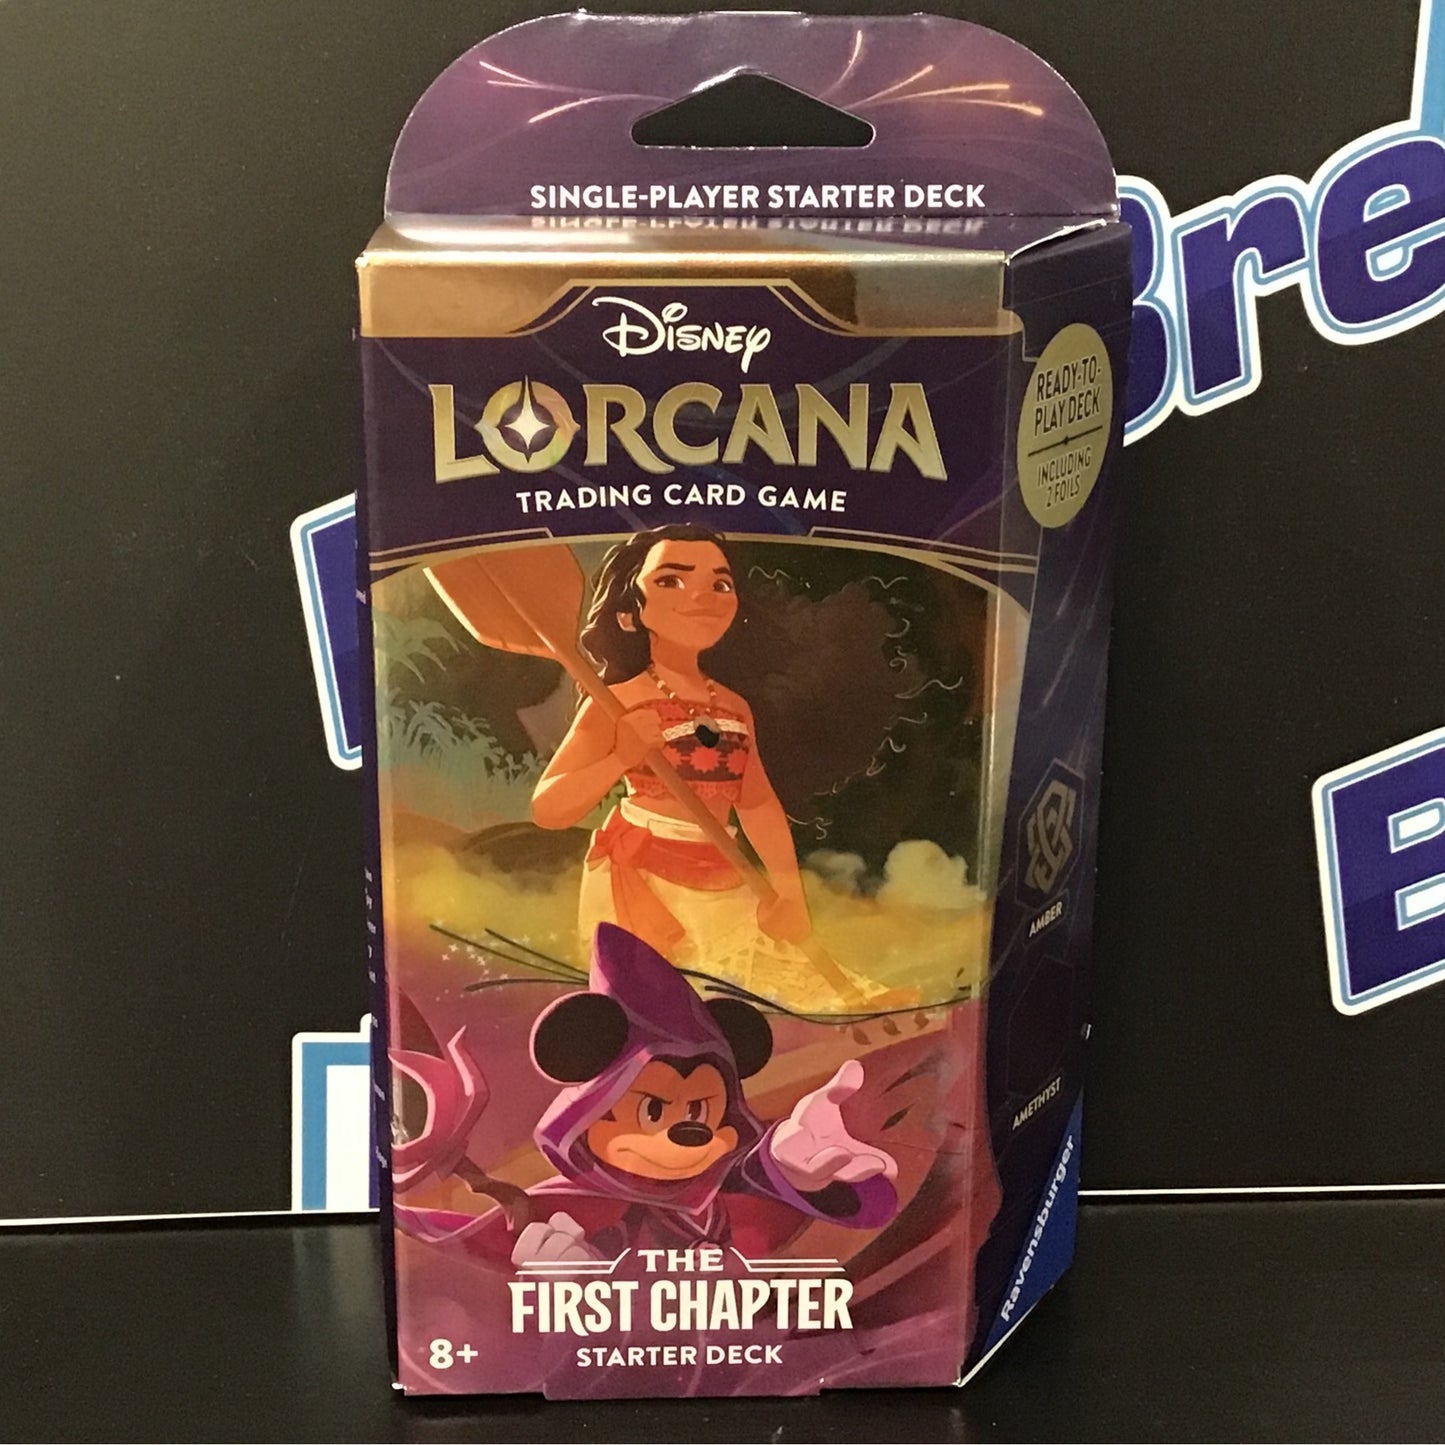 SINGLE-PLAYER STARTER DECK
Disney
LORCANA
TRADING CARD GAME
READY-TO-
PLAY DECK
INCLUDING
2 FOILS
AMBER
AMETHYST
THE
FIRST CHAPTER
STARTER DECK
8+
Ravensburger
Bre
B